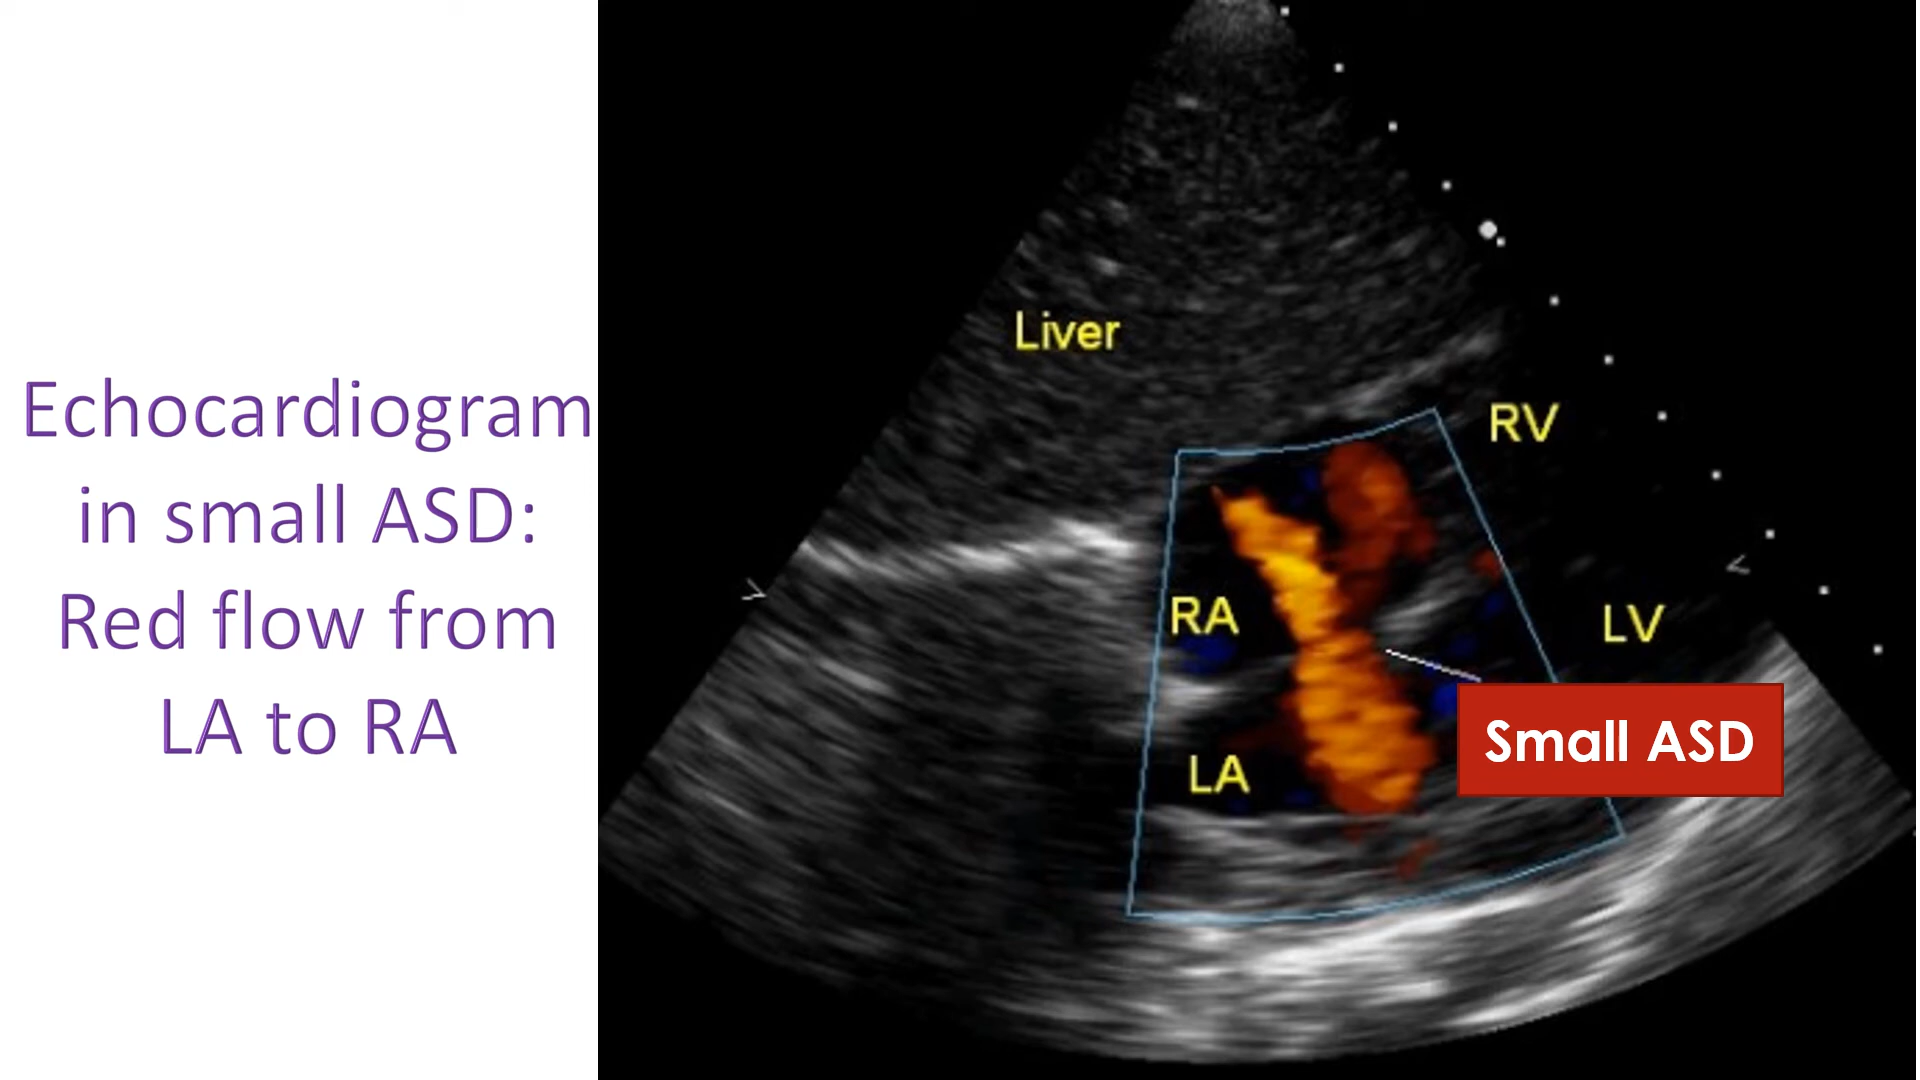 Echocardiogram
in small ASD:
Red flow from
LA to RA
Liver
RV
RA
LV
Small ASD
LA